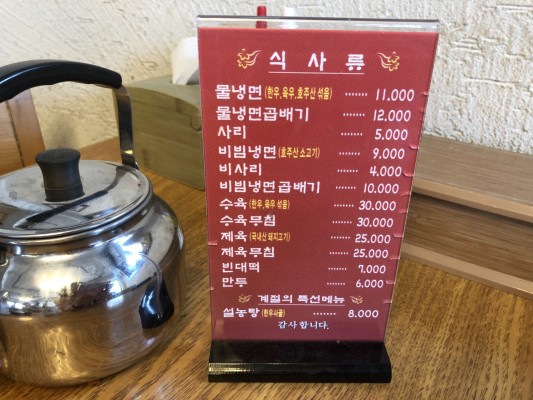 식사류
물냉면(한우,육우,호주산 섞음) ······· 11,000
물냉면곱배기 ······· 12,000
사리 ······· 5,000
비빔냉면(호주산 소고기) ······· 9,000
비사리 ······· 4,000
비빔냉면곱배기 ······ 10,000
수육(한우,육우 섞음) ······· 30,000
수육무침 ······· 30,000
제육(국내산 돼지고기) ······· 25,000
제육무침 ······· 25,000
빈대떡 ······· 7,000
만두 ······· 6,000
계절의 특선메뉴
설농탕(한우사골) ········ 8,000
감사합니다.